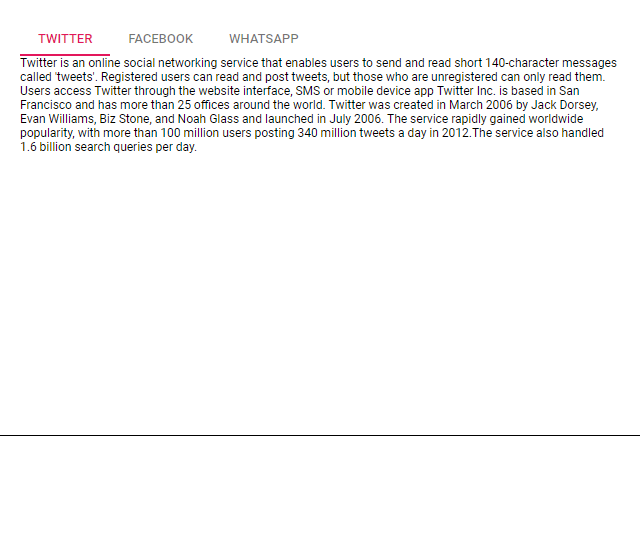 TWITTER FACEBOOK WHATSAPP
Twitter is an online social networking service that enables users to send and read short 140-character messages
called 'tweets'. Registered users can read and post tweets, but those who are unregistered can only read them.
Users access Twitter through the website interface, SMS or mobile device app Twitter Inc. is based in San
Francisco and has more than 25 offices around the world. Twitter was created in March 2006 by Jack Dorsey,
Evan Williams, Biz Stone, and Noah Glass and launched in July 2006. The service rapidly gained worldwide
popularity, with more than 100 million users posting 340 million tweets a day in 2012.The service also handled
1.6 billion search queries per day.